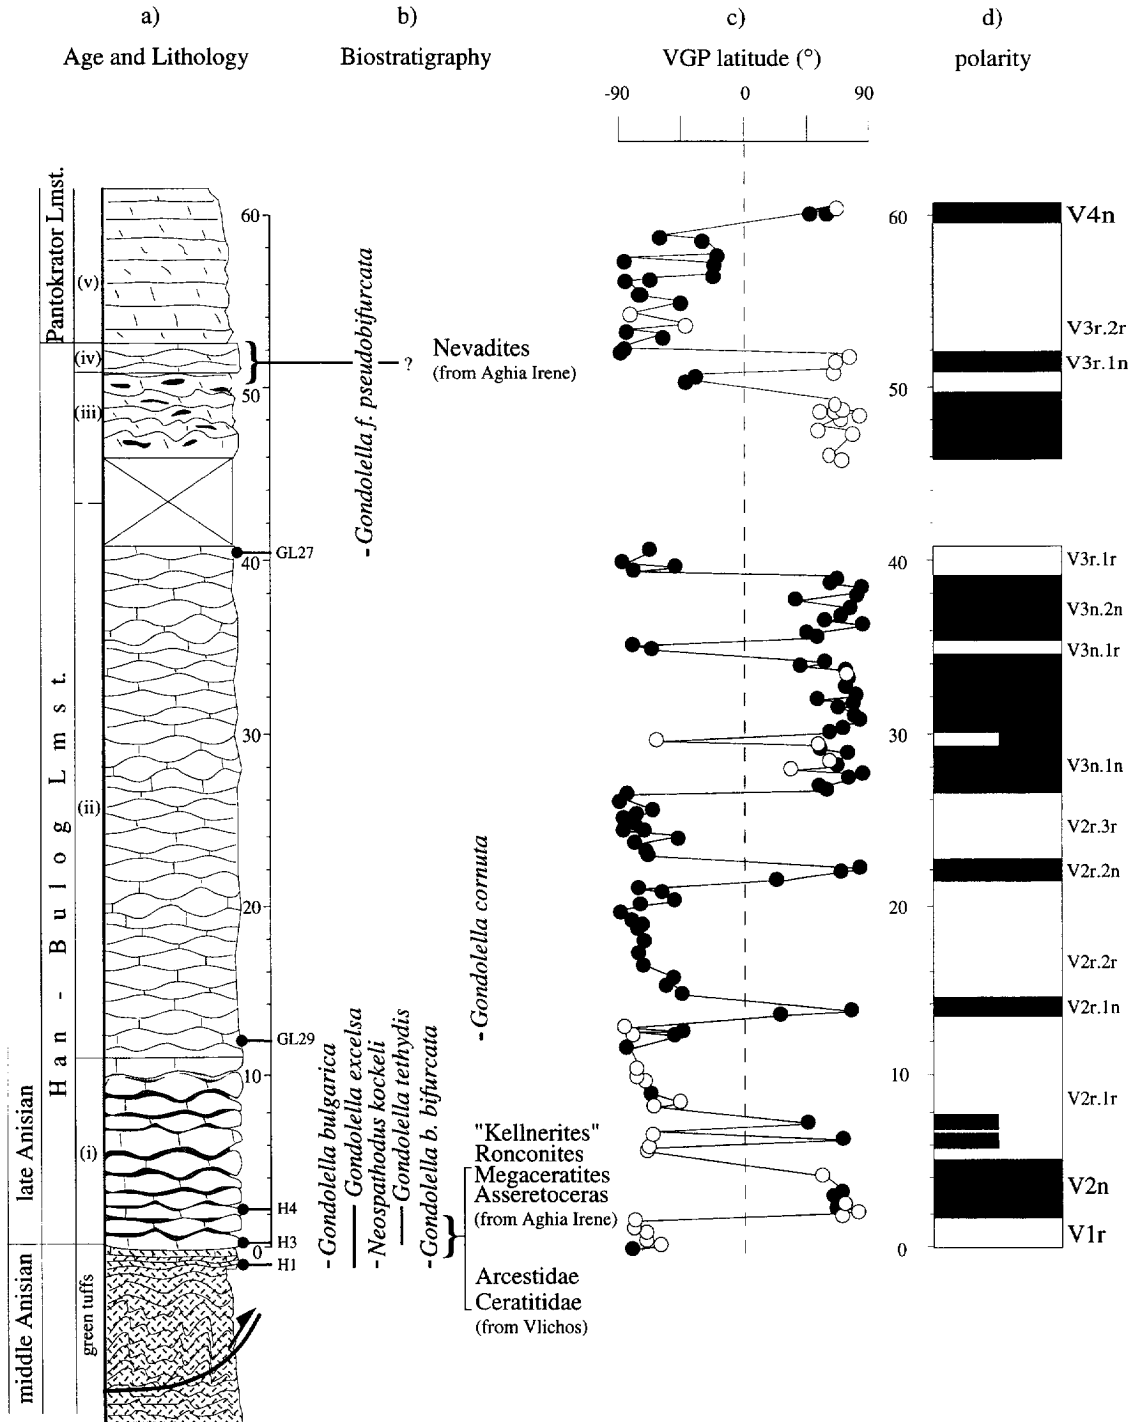 a)
b)
c)
d)
Age and Lithology
Biostratigraphy
VGP latitude (°)
polarity
-90
0
90
Pantokrator Lmst.
(v)
(iv)
(iii)
(ii)
(i)
Han - Bulog Lmst.
late Anisian
middle Anisian
green tuffs
60
50
40
30
20
10
0
GL27
GL29
H4
H3
H1
- Gondolella f. pseudobifurcata
?
Nevadites
(from Aghia Irene)
- Gondolella cornuta
- Gondolella bulgarica
Gondolella excelsa
- Neospathodus kockeli
Gondolella tethydis
- Gondolella b. bifurcata
"Kellnerites"
Ronconites
Megaceratites
Asseretoceras
(from Aghia Irene)
Arcestidae
Ceratitidae
(from Vlichos)
60
50
40
30
20
10
0
V4n
V3r.2r
V3r.1n
V3r.1r
V3n.2n
V3n.1r
V3n.1n
V2r.3r
V2r.2n
V2r.2r
V2r.1n
V2r.1r
V2n
V1r